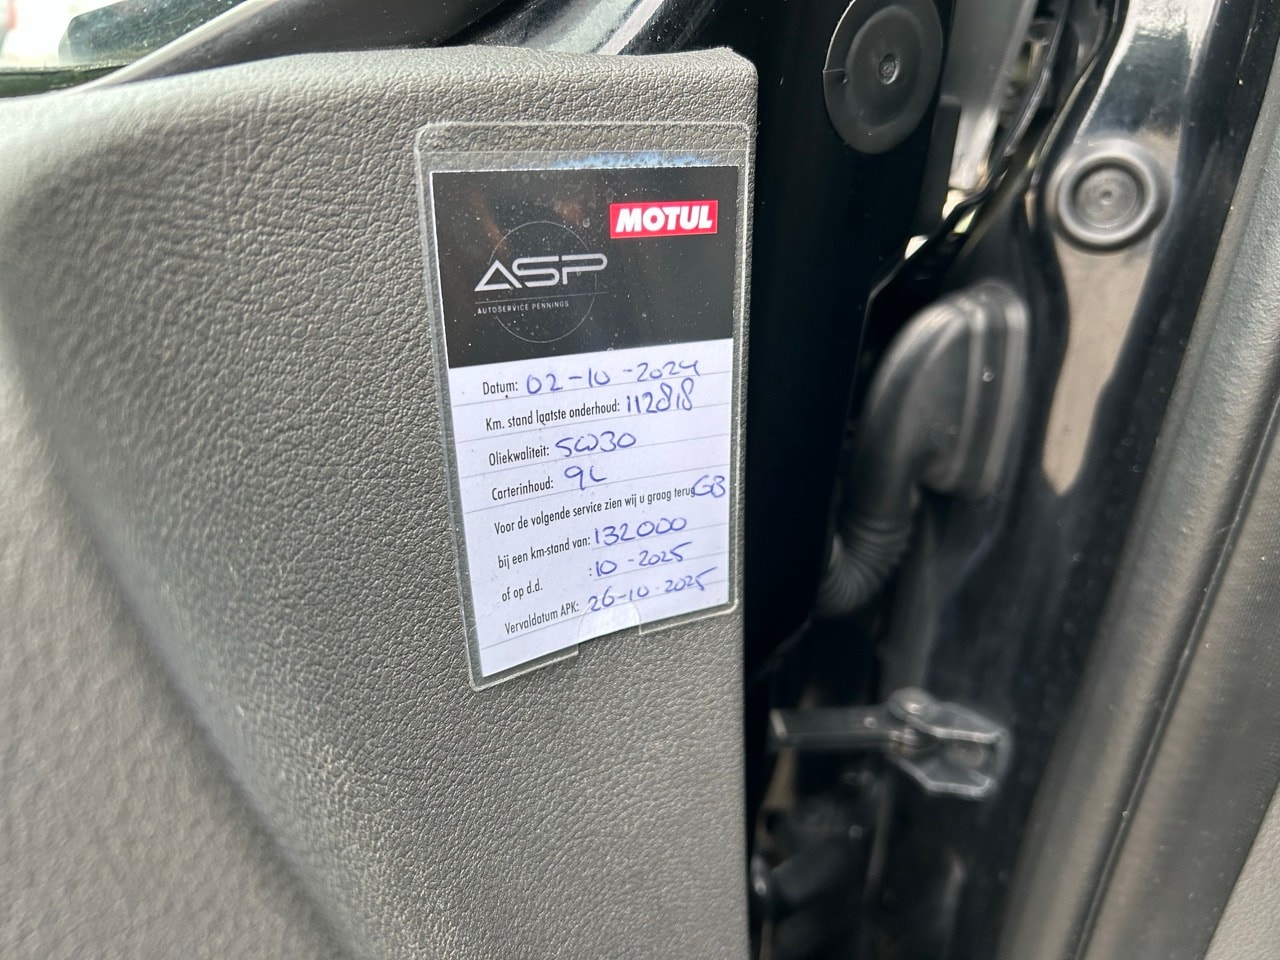 MOTUL
ASP
AUTOSERVICE PENNINGS
Datum: 02-10-2024
Km. stand laatste onderhoud: 112818
Oliekwaliteit: 5W30
Carterinhoud: 9L
Voor de volgende service zien wij u graag terug GB
bij een km-stand van: 132000
of op d.d. : 10-2025
Vervaldatum APK: 26-10-2025